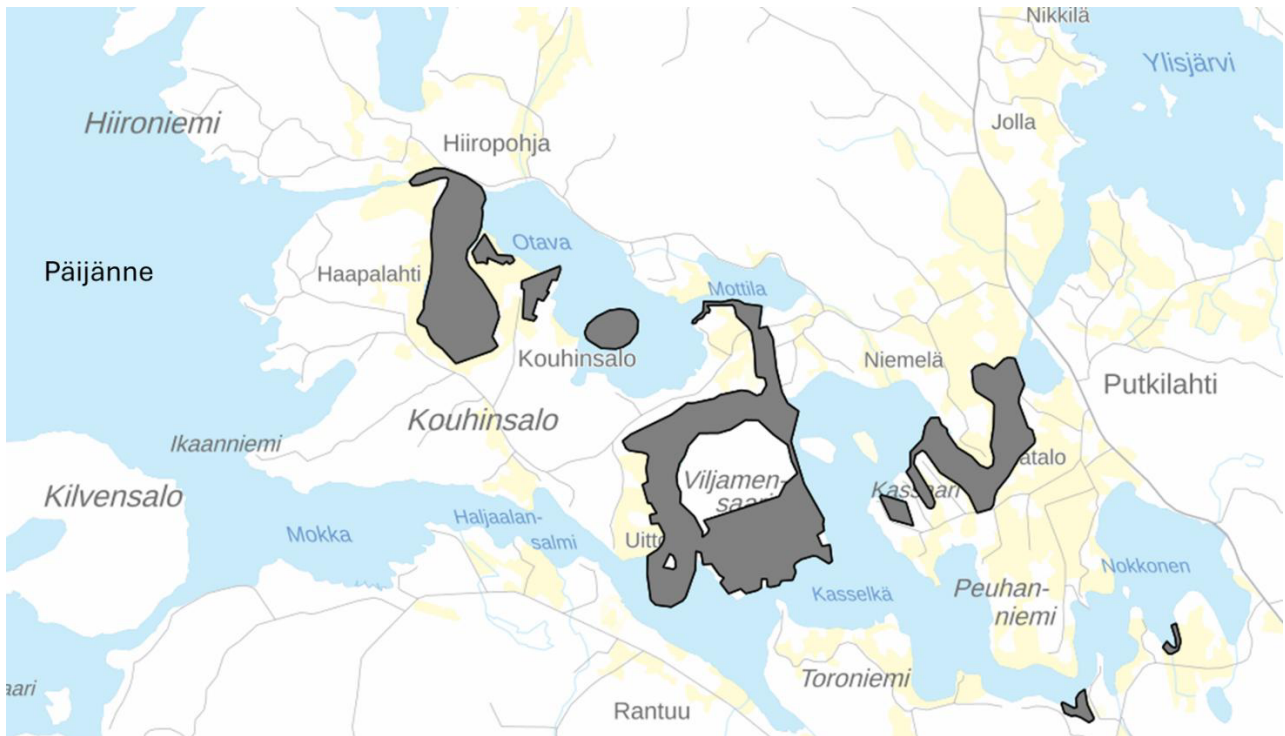 Nikkilä
Ylisjärvi
Hiironiemi
Jolla
Hiiropohja
Otava
Päijänne
Haapalahti
Mottila
Kouhinsalo
Niemelä
Putkilahti
Kouhinsalo
Ikaanniemi
Kilvensalo
Viljamen-
saari
Haljaalan-
salmi
Mokka
Nokkonen
Kasselkä
Peuhan-
niemi
Toroniemi
Rantuu